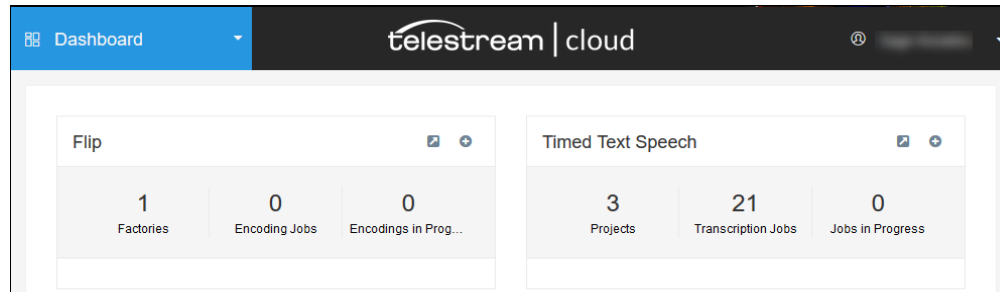 Dashboard
telestream | cloud
Flip
Timed Text Speech
1
0
0
Factories
Encoding Jobs
Encodings in Prog...
3
21
0
Projects
Transcription Jobs
Jobs in Progress